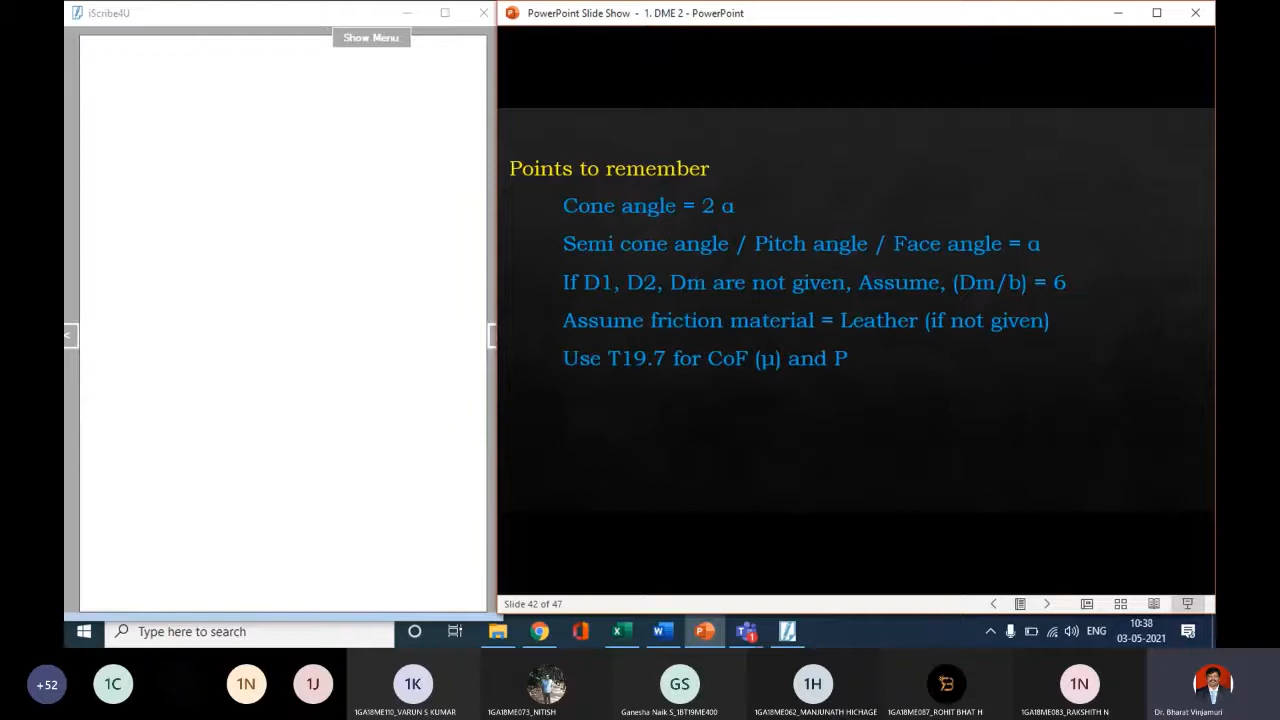 iScribe4U
PowerPoint Slide Show - 1. DME 2 - PowerPoint
Show Menu
Points to remember
Cone angle = 2 α
Semi cone angle / Pitch angle / Face angle = α
If D1, D2, Dm are not given, Assume, (Dm/b) = 6
Assume friction material = Leather (if not given)
Use T19.7 for CoF (μ) and P
Slide 42 of 47
Type here to search
ENG
10:38
03-05-2021
+52
1C
1N
1J
1K
GS
1H
1N
1GA18ME110_VARUN S KUMAR
1GA18ME073_NITISH
Ganesha Naik S_1BT19ME400
1GA18ME062_MANJUNATH HICHAGE
1GA18ME087_ROHIT BHAT H
1GA18ME083_RAKSHITH N
Dr. Bharat Vinjamuri